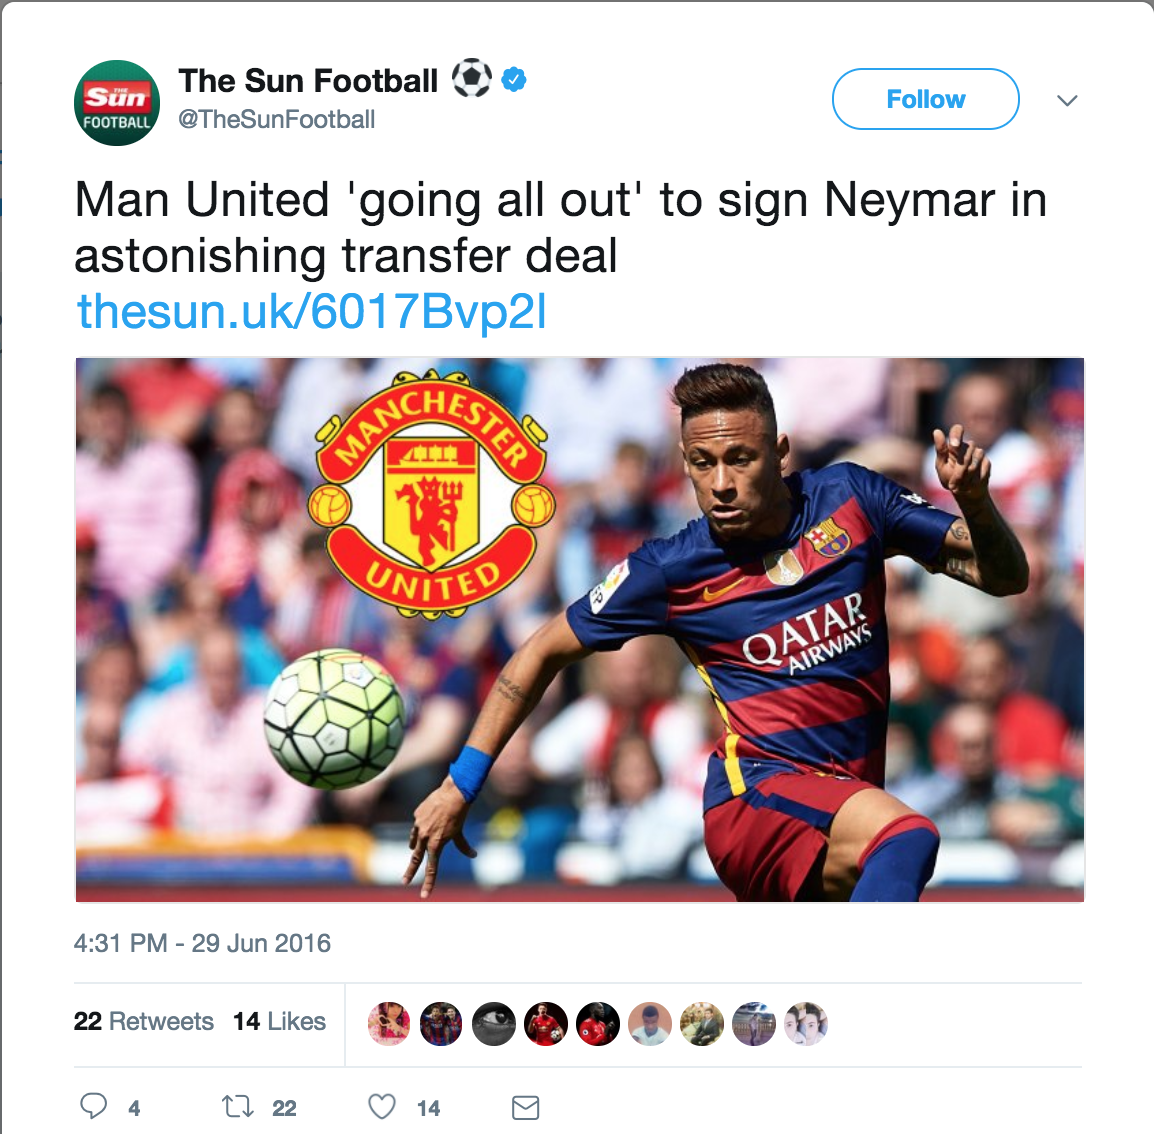 The Sun Football
@TheSunFootball
THE
Sun
FOOTBALL
Follow
Man United 'going all out' to sign Neymar in
astonishing transfer deal
thesun.uk/6017Bvp2l
MANCHESTER
UNITED
QATAR
AIRWAYS
4:31 PM - 29 Jun 2016
22 Retweets 14 Likes
4 22 14